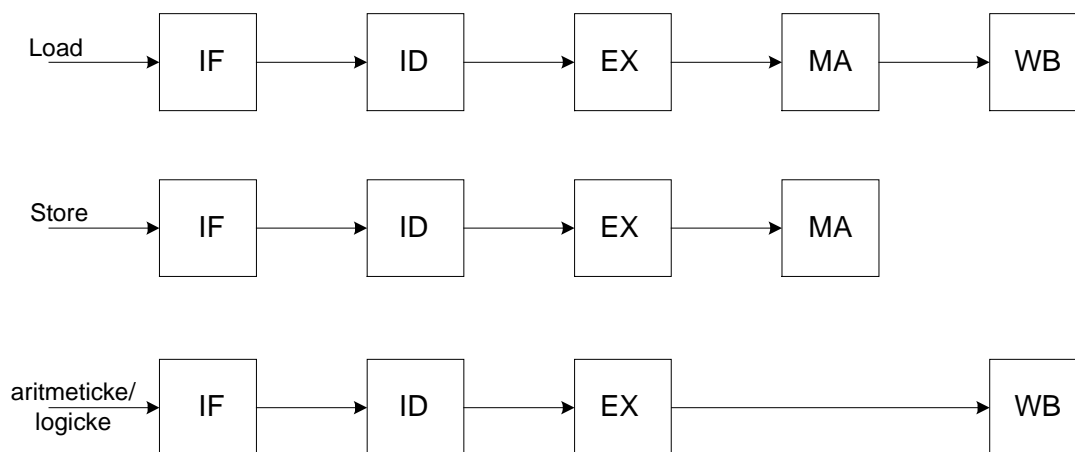 Load
IF ID EX MA WB
Store
IF ID EX MA
aritmeticke/
logicke
IF ID EX WB